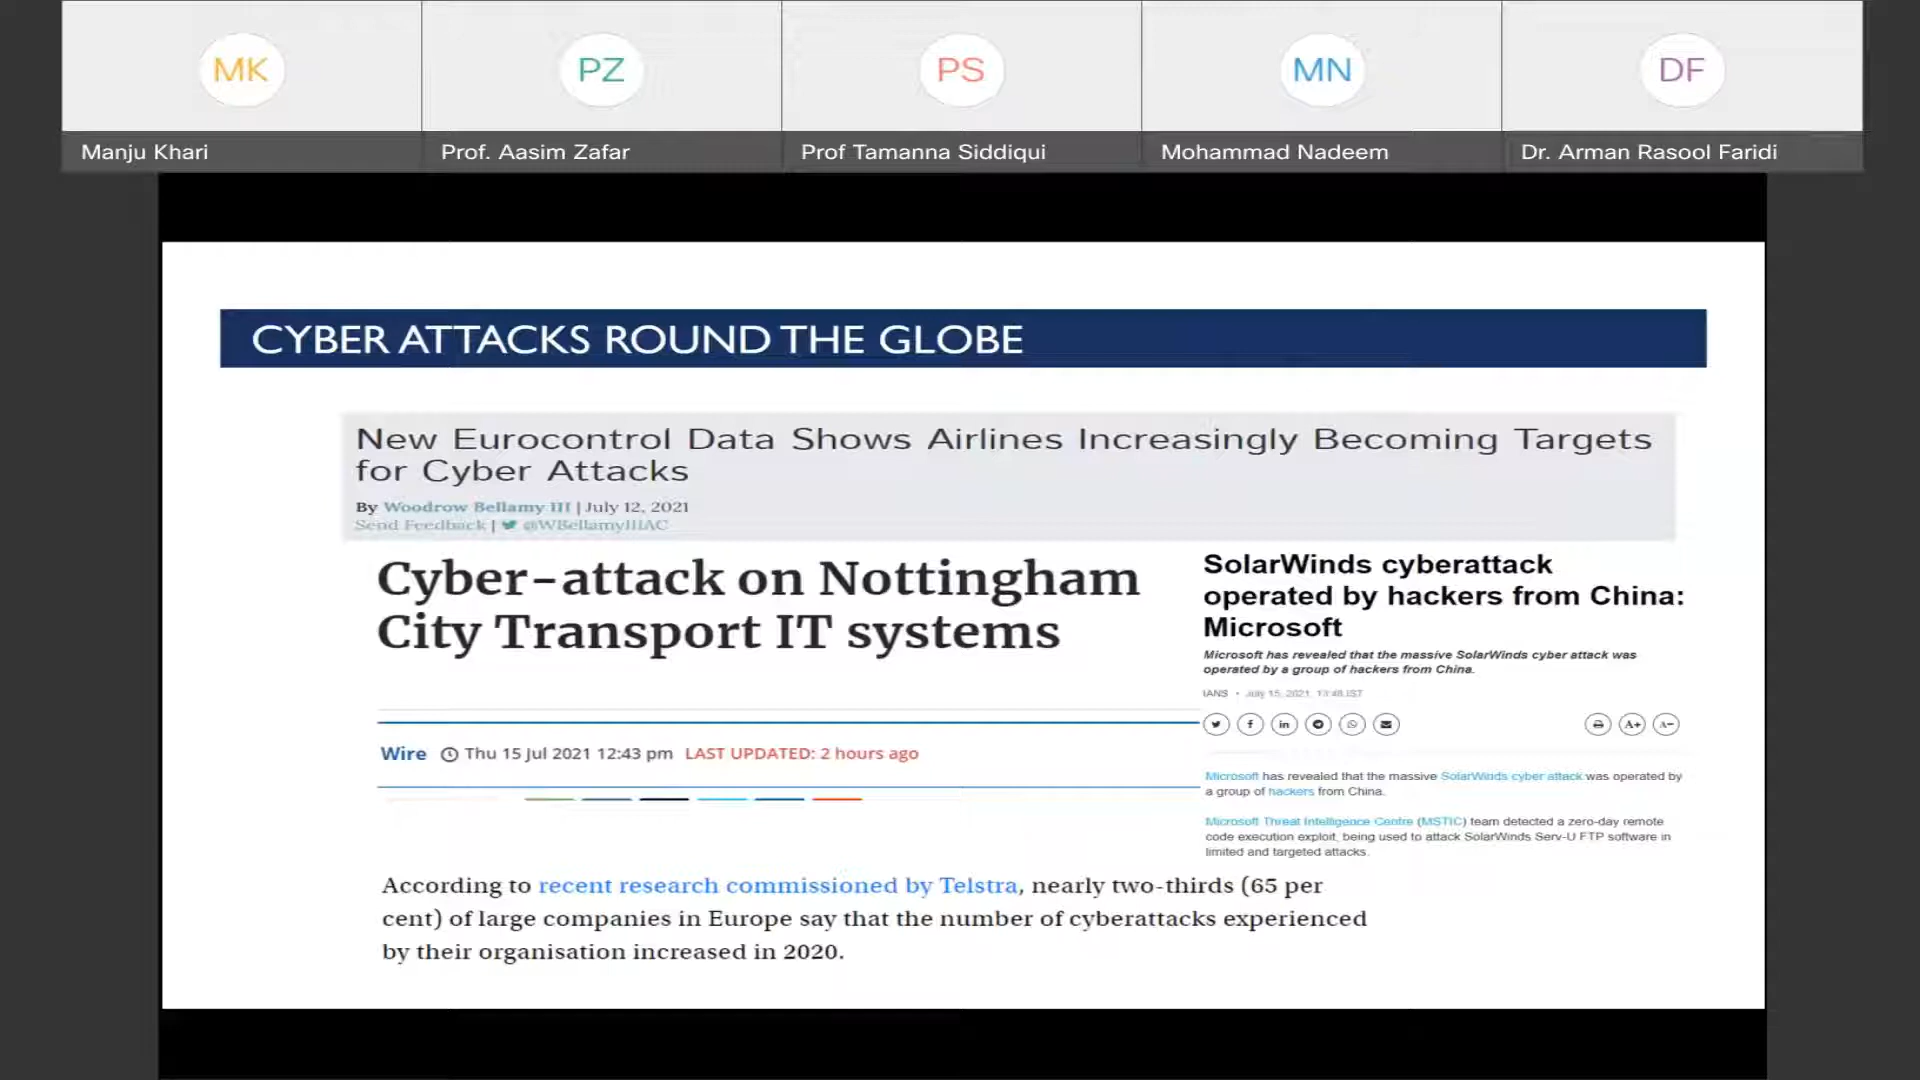 MK
PZ
PS
MN
DF
Manju Khari
Prof. Aasim Zafar
Prof Tamanna Siddiqui
Mohammad Nadeem
Dr. Arman Rasool Faridi
CYBER ATTACKS ROUND THE GLOBE
New Eurocontrol Data Shows Airlines Increasingly Becoming Targets
for Cyber Attacks
By Woodrow Bellamy III | July 12, 2021
Send Feedback | @WBellamyIIIAC
Cyber-attack on Nottingham
City Transport IT systems
Wire Thu 15 Jul 2021 12:43 pm LAST UPDATED: 2 hours ago
SolarWinds cyberattack
operated by hackers from China:
Microsoft
Microsoft has revealed that the massive SolarWinds cyber attack was
operated by a group of hackers from China.
IANS • July 15, 2021, 13:48 IST
A+ A-
Microsoft has revealed that the massive SolarWinds cyber attack was operated by
a group of hackers from China.
Microsoft Threat Intelligence Centre (MSTIC) team detected a zero-day remote
code execution exploit, being used to attack SolarWinds Serv-U FTP software in
limited and targeted attacks.
According to recent research commissioned by Telstra, nearly two-thirds (65 per
cent) of large companies in Europe say that the number of cyberattacks experienced
by their organisation increased in 2020.